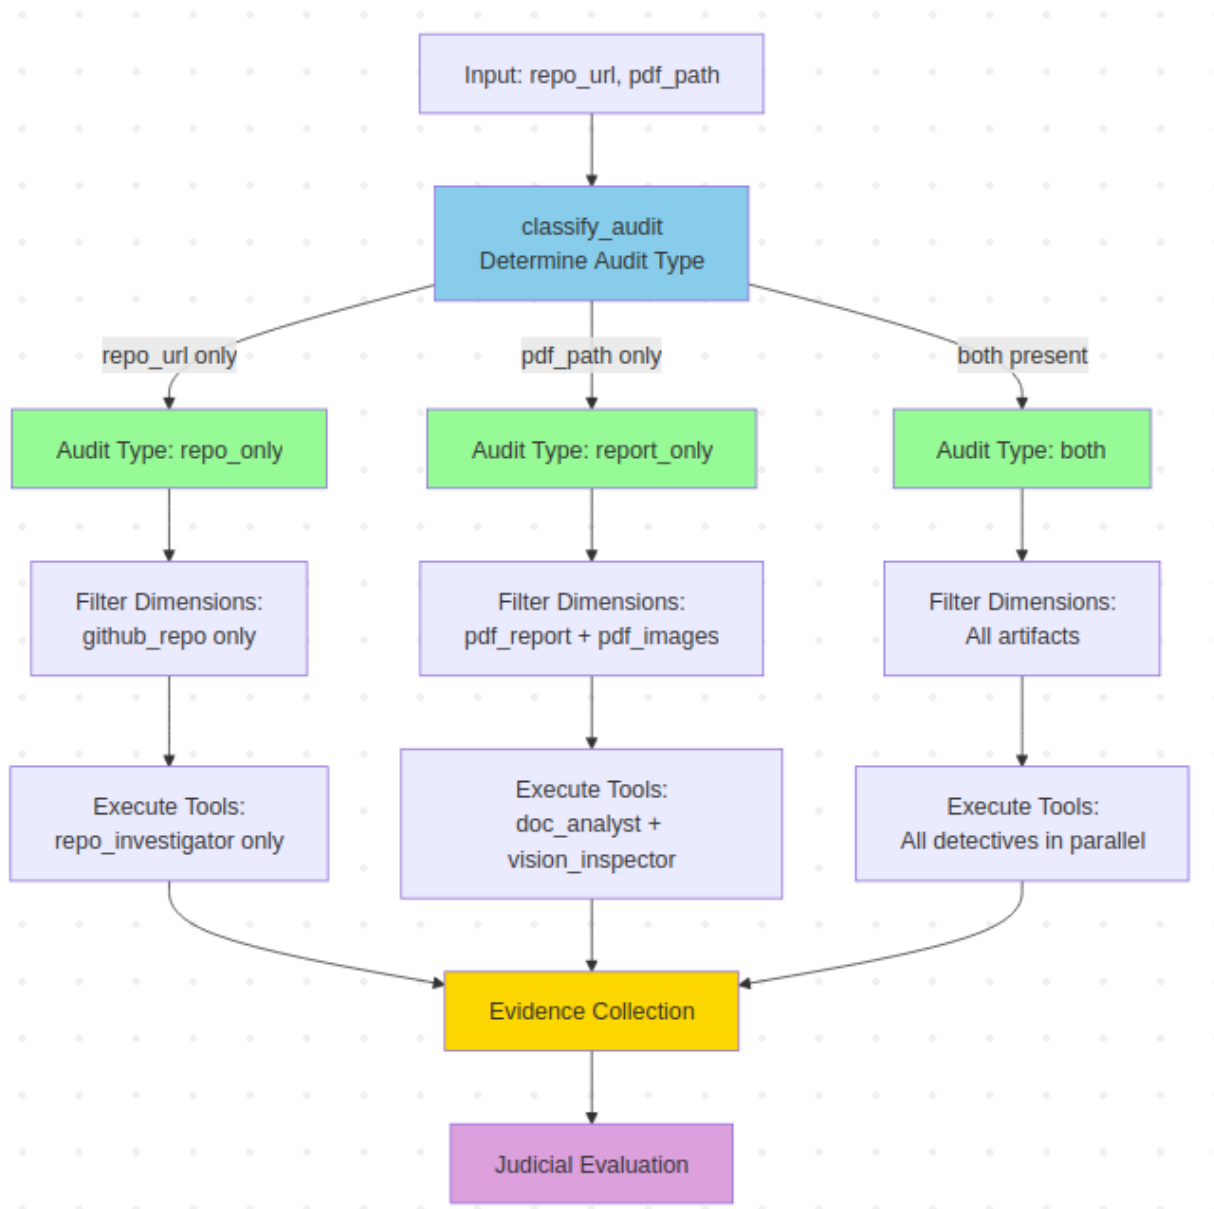 Input: repo_url, pdf_path
classify_audit
Determine Audit Type
repo_url only
pdf_path only
both present
Audit Type: repo_only
Audit Type: report_only
Audit Type: both
Filter Dimensions:
github_repo only
Filter Dimensions:
pdf_report + pdf_images
Filter Dimensions:
All artifacts
Execute Tools:
repo_investigator only
Execute Tools:
doc_analyst +
vision_inspector
Execute Tools:
All detectives in parallel
Evidence Collection
Judicial Evaluation